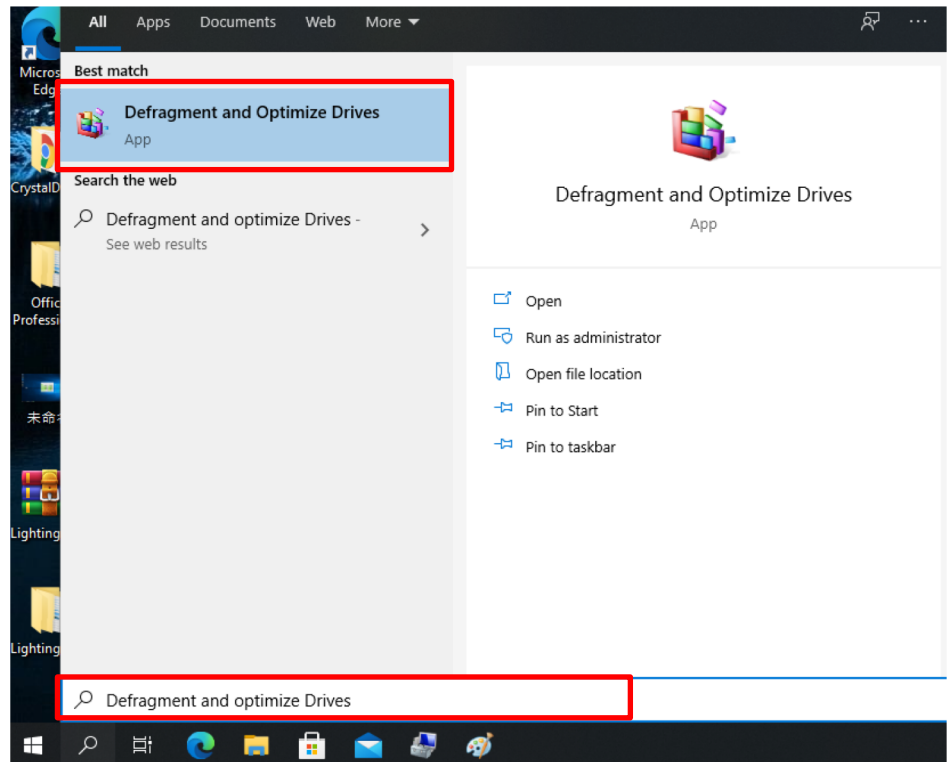 All Apps Documents Web More
Best match
Defragment and Optimize Drives
App
Search the web
Defragment and optimize Drives -
See web results
Defragment and Optimize Drives
App
Open
Run as administrator
Open file location
Pin to Start
Pin to taskbar
Micros
Edg
CrystalD
Offic
Professi
未命
Lighting
Lighting
Defragment and optimize Drives